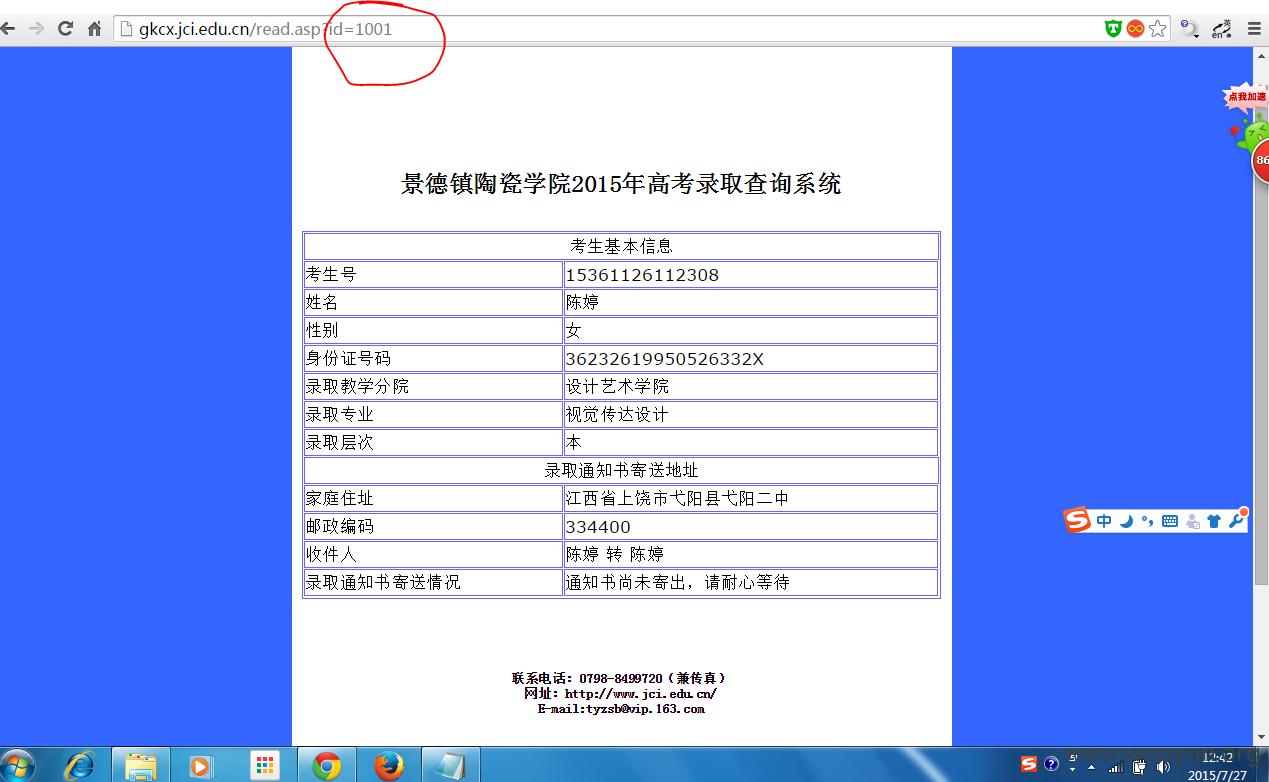 gkcx.jci.edu.cn/read.asp?id=1001
英
en
点我加速
86
景德镇陶瓷学院2015年高考录取查询系统
考生基本信息
考生号 15361126112308
姓名 陈婷
性别 女
身份证号码 36232619950526332X
录取教学分院 设计艺术学院
录取专业 视觉传达设计
录取层次 本
录取通知书寄送地址
家庭住址 江西省上饶市弋阳县弋阳二中
邮政编码 334400
收件人 陈婷 转 陈婷
录取通知书寄送情况 通知书尚未寄出，请耐心等待
中
联系电话：0798-8499720（兼传真）
网址：http://www.jci.edu.cn/
E-mail:tyzsb@vip.163.com
12:42
2015/7/27